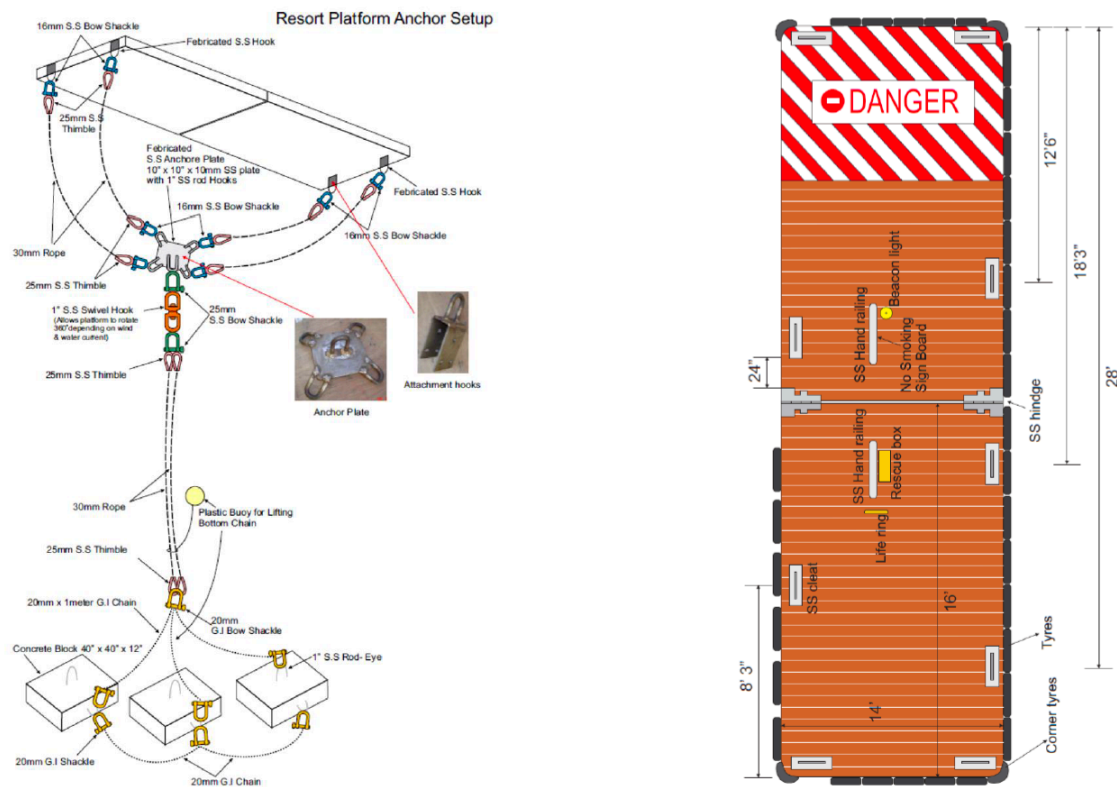 Resort Platform Anchor Setup
16mm S.S Bow Shackle
Febricated S.S Hook
25mm S.S
Thimble
Febricated
S.S Anchore Plate
10" x 10" x 10mm SS plate
with 1" SS rod Hooks
Febricated S.S Hook
16mm S.S Bow Shackle
16mm S.S Bow Shackle
30mm Rope
25mm S.S Thimble
1" S.S Swivel Hook
(Allows platform to rotate
360°depending on wind
& water current)
25mm
S.S Bow Shackle
25mm S.S Thimble
Anchor Plate
Attachment hooks
30mm Rope
Plastic Buoy for Lifting
Bottom Chain
25mm S.S Thimble
20mm x 1meter G.I Chain
20mm
G.I Bow Shackle
Concrete Block 40" x 40" x 12"
1" S.S Rod- Eye
20mm G.I Shackle
20mm G.I Chain
DANGER
12'6"
18'3"
28'
Beacon light
SS Hand railing
No Smoking
Sign Board
24"
SS hindge
SS Hand railing
Rescue box
Life ring
SS cleat
16'
8' 3"
14'
Tyres
Corner tyres